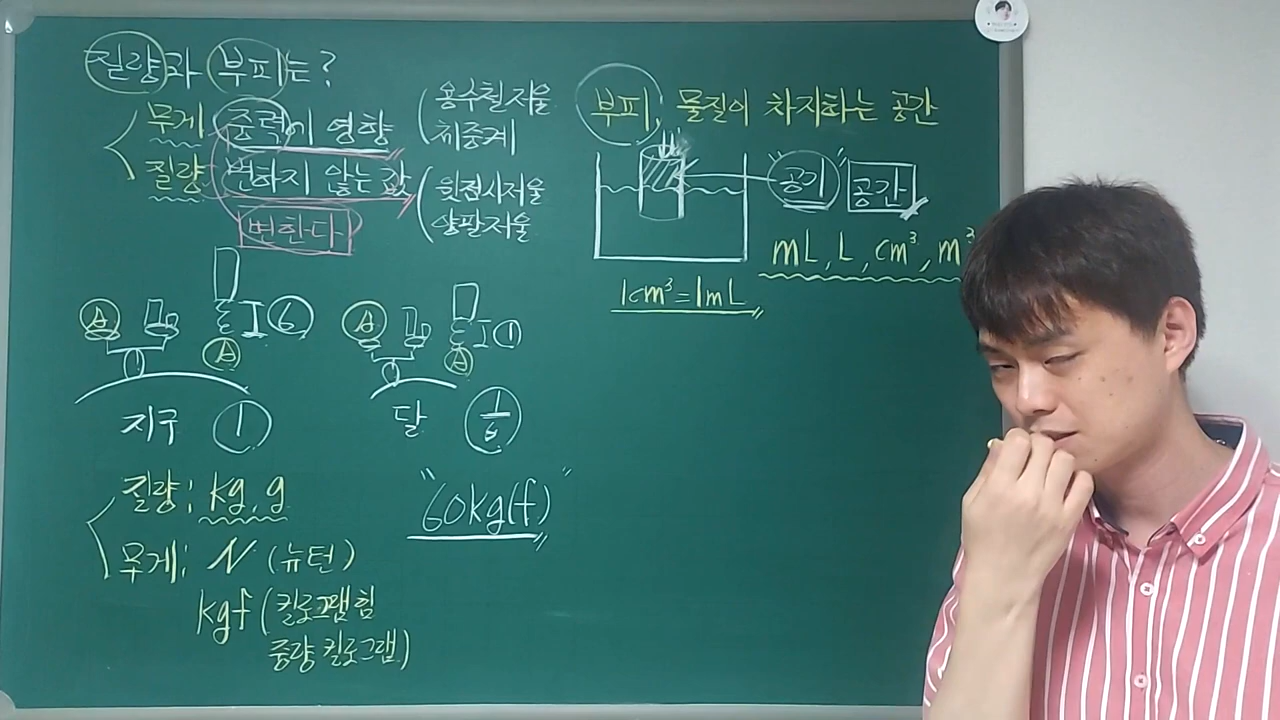 질량과 부피는?
무게 중력의 영향
용수철저울
체중계
질량 변하지 않는 값
윗접시저울
양팔저울
변한다
A
6
A
A
1
A
지구 1
달 1/6
질량: kg, g
"60kg(f)"
무게: N (뉴턴)
kgf (킬로그램힘
중량 킬로그램)
부피, 물질이 차지하는 공간
"공기" 공간
mL, L, cm³, m³
1cm³=1mL